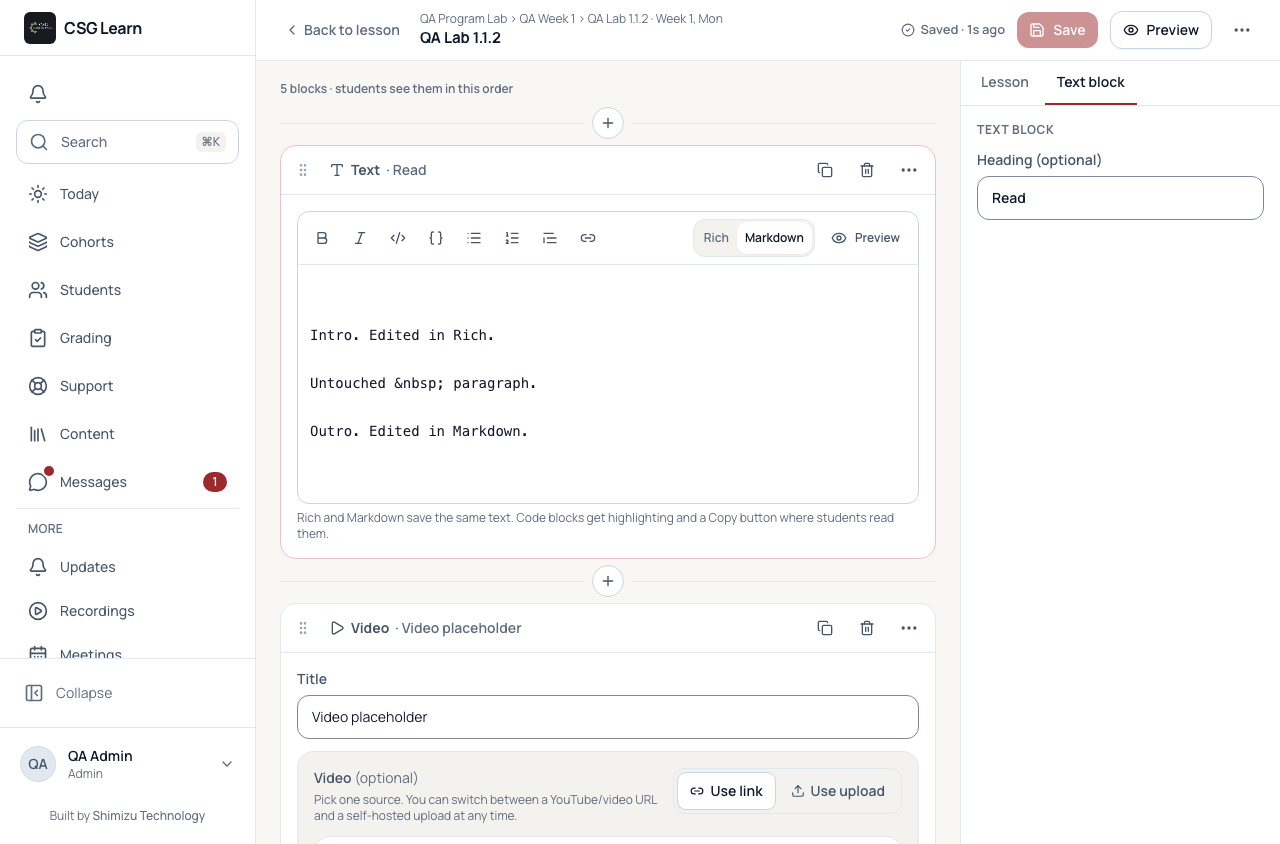 CSG Learn
Search
⌘K
Today
Cohorts
Students
Grading
Support
Content
Messages
1
MORE
Updates
Recordings
Meetings
Collapse
QA
QA Admin
Admin
Built by Shimizu Technology
Back to lesson
QA Program Lab › QA Week 1 › QA Lab 1.1.2 · Week 1, Mon
QA Lab 1.1.2
Saved · 1s ago
Save
Preview
5 blocks · students see them in this order
Text · Read
Rich
Markdown
Preview
Intro. Edited in Rich.
Untouched &nbsp; paragraph.
Outro. Edited in Markdown.
Rich and Markdown save the same text. Code blocks get highlighting and a Copy button where students read
them.
Video · Video placeholder
Title
Video placeholder
Video (optional)
Pick one source. You can switch between a YouTube/video URL
and a self-hosted upload at any time.
Use link
Use upload
Lesson
Text block
TEXT BLOCK
Heading (optional)
Read